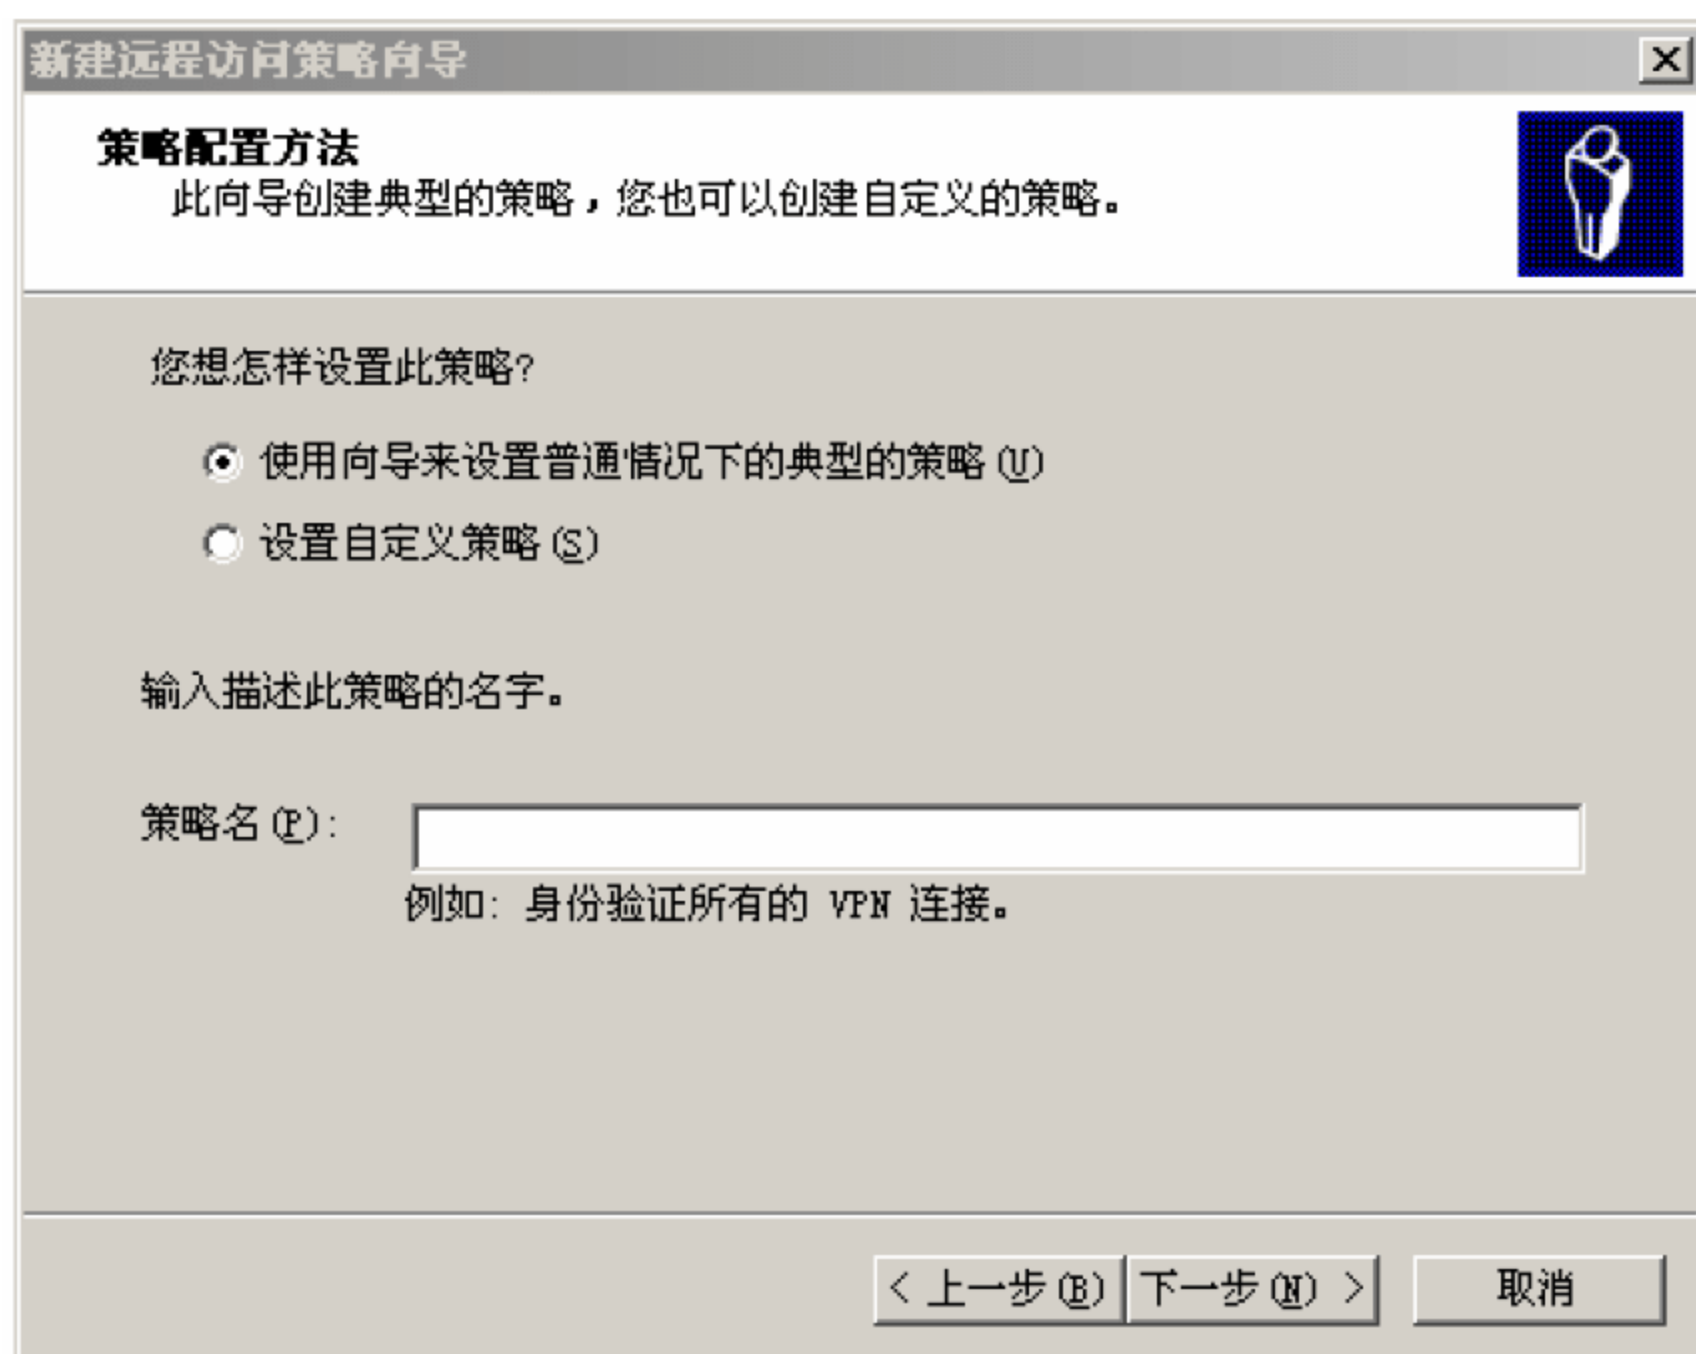 新建远程访问策略向导
策略配置方法
此向导创建典型的策略，您也可以创建自定义的策略。
您想怎样设置此策略?
使用向导来设置普通情况下的典型的策略(U)
设置自定义策略(S)
输入描述此策略的名字。
策略名(P):
例如: 身份验证所有的 VPN 连接。
< 上一步(B) 下一步(N) > 取消